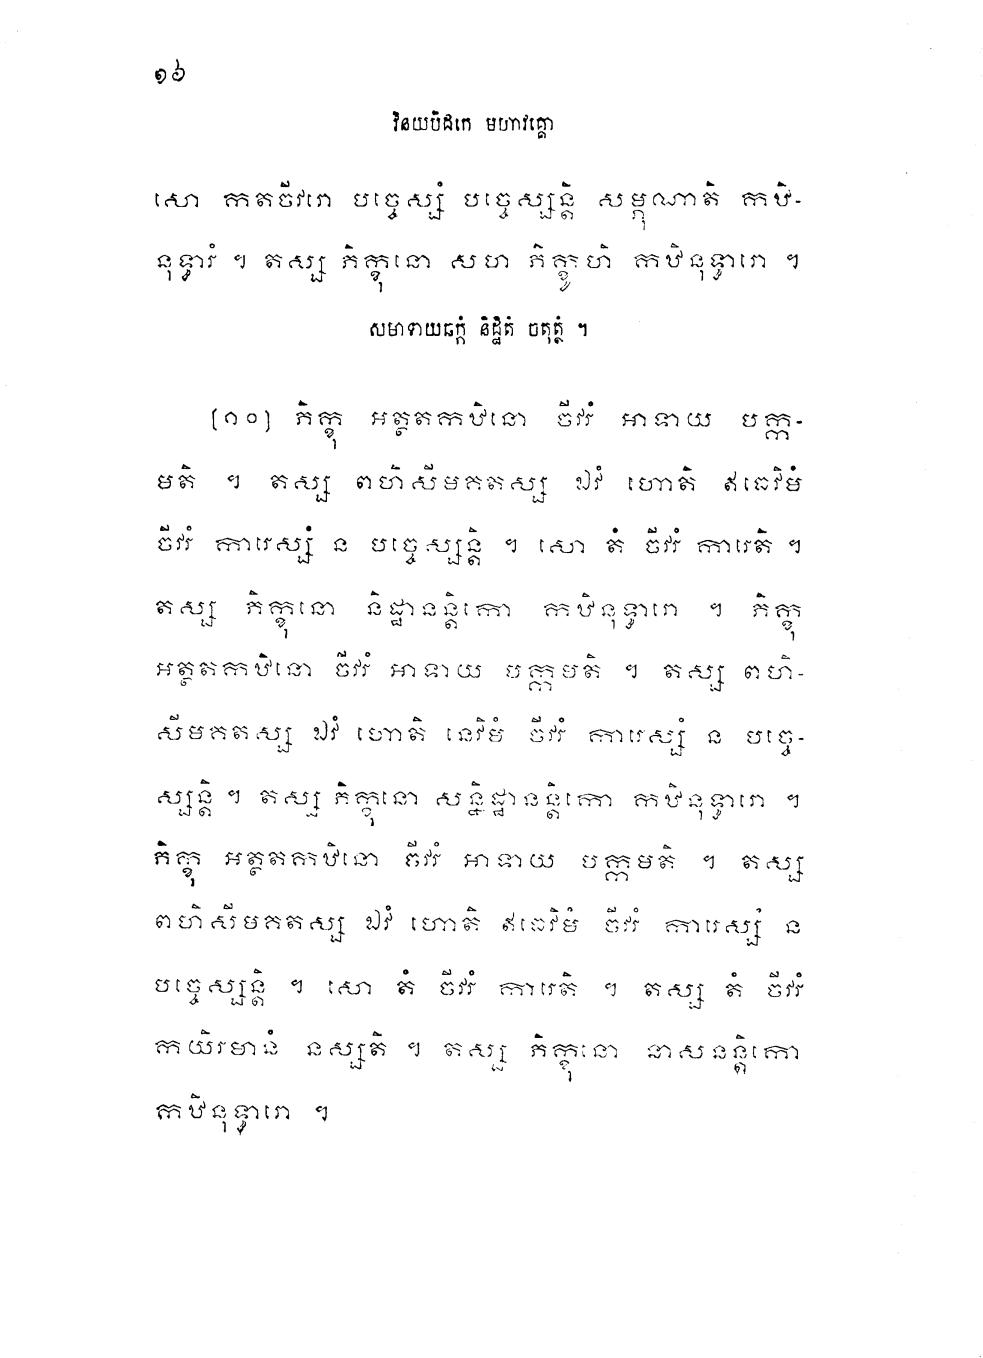 ១៦
វិនយបិដកេ មហាវគ្គោ
សោ កតចីវរោ បច្ចេស្សំ បច្ចេស្សន្តិ សម្ភុណាតិ កឋិ-
នុទ្ធារំ ។ តស្ស ភិក្ខុនោ សហ ភិក្ខូហិ កឋិនុទ្ធារោ ។
សមាទាយឆក្កំ និដ្ឋិតំ ចតុត្ថំ ។
[១០] ភិក្ខុ អត្ថតកឋិនោ ចីវរំ អាទាយ បក្ក-
មតិ ។ តស្ស ពហិសីមគតស្ស ឯវំ ហោតិ ឥធេវិមំ
ចីវរំ ការេស្សំ ន បច្ចេស្សន្តិ ។ សោ តំ ចីវរំ ការេតិ ។
តស្ស ភិក្ខុនោ និដ្ឋានន្តិកោ កឋិនុទ្ធារោ ។ ភិក្ខុ
អត្ថតកឋិនោ ចីវរំ អាទាយ បក្កមតិ ។ តស្ស ពហិ-
សីមគតស្ស ឯវំ ហោតិ នេវិមំ ចីវរំ ការេស្សំ ន បច្ចេ-
ស្សន្តិ ។ តស្ស ភិក្ខុនោ សន្និដ្ឋានន្តិកោ កឋិនុទ្ធារោ ។
ភិក្ខុ អត្ថតកឋិនោ ចីវរំ អាទាយ បក្កមតិ ។ តស្ស
ពហិសីមគតស្ស ឯវំ ហោតិ ឥធេវិមំ ចីវរំ ការេស្សំ ន
បច្ចេស្សន្តិ ។ សោ តំ ចីវរំ ការេតិ ។ តស្ស តំ ចីវរំ
កយិរមានំ នស្សតិ ។ តស្ស ភិក្ខុនោ នាសនន្តិកោ
កឋិនុទ្ធារោ ។